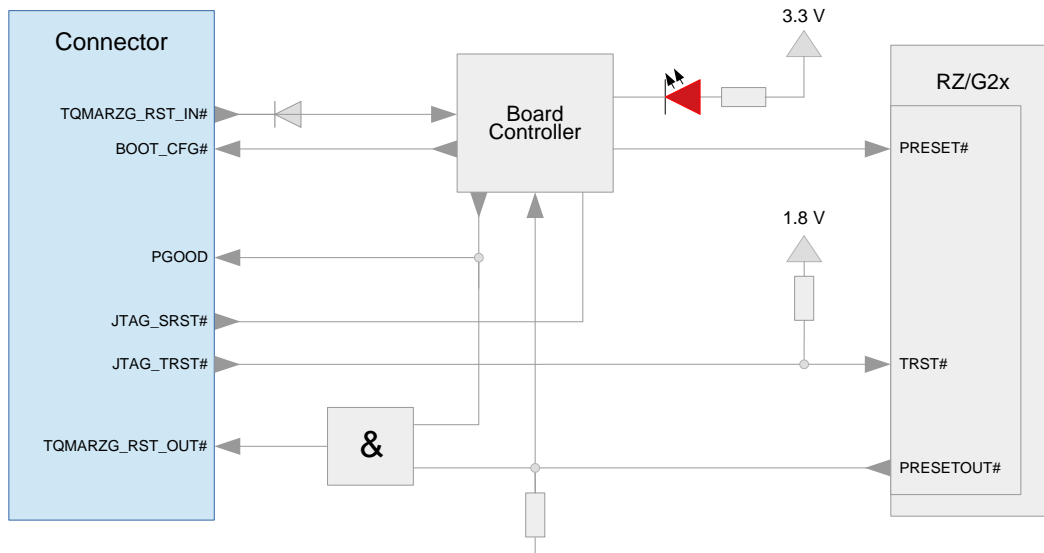 3.3 V
Connector
RZ/G2x
TQMARZG_RST_IN#
Board
Controller
BOOT_CFG#
PRESET#
1.8 V
PGOOD
JTAG_SRST#
JTAG_TRST#
TRST#
TQMARZG_RST_OUT#
&
PRESETOUT#